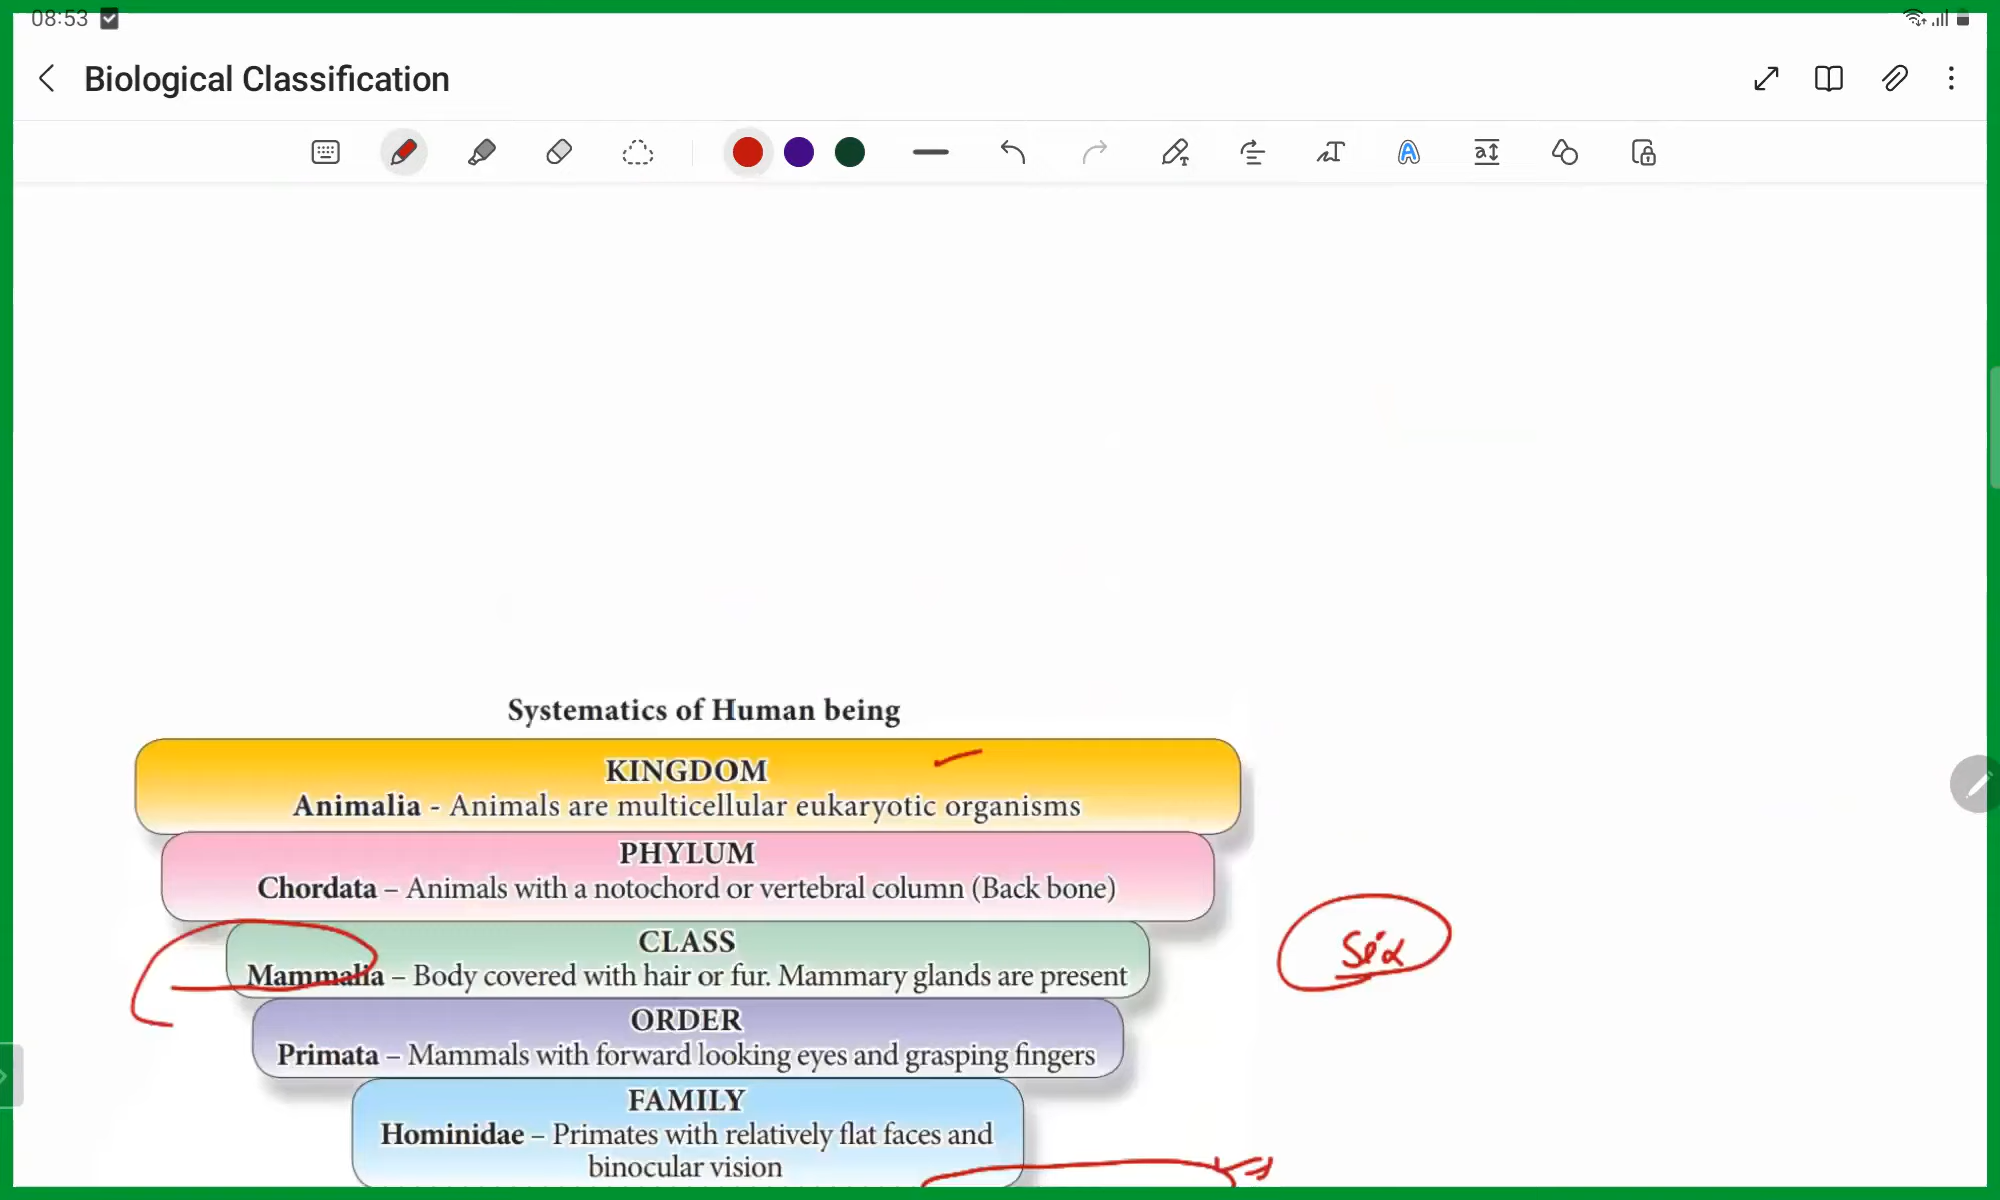 08:53
Biological Classification
Systematics of Human being
KINGDOM
Animalia - Animals are multicellular eukaryotic organisms
PHYLUM
Chordata – Animals with a notochord or vertebral column (Back bone)
CLASS
Mammalia – Body covered with hair or fur. Mammary glands are present
ORDER
Primata – Mammals with forward looking eyes and grasping fingers
FAMILY
Hominidae – Primates with relatively flat faces and
binocular vision